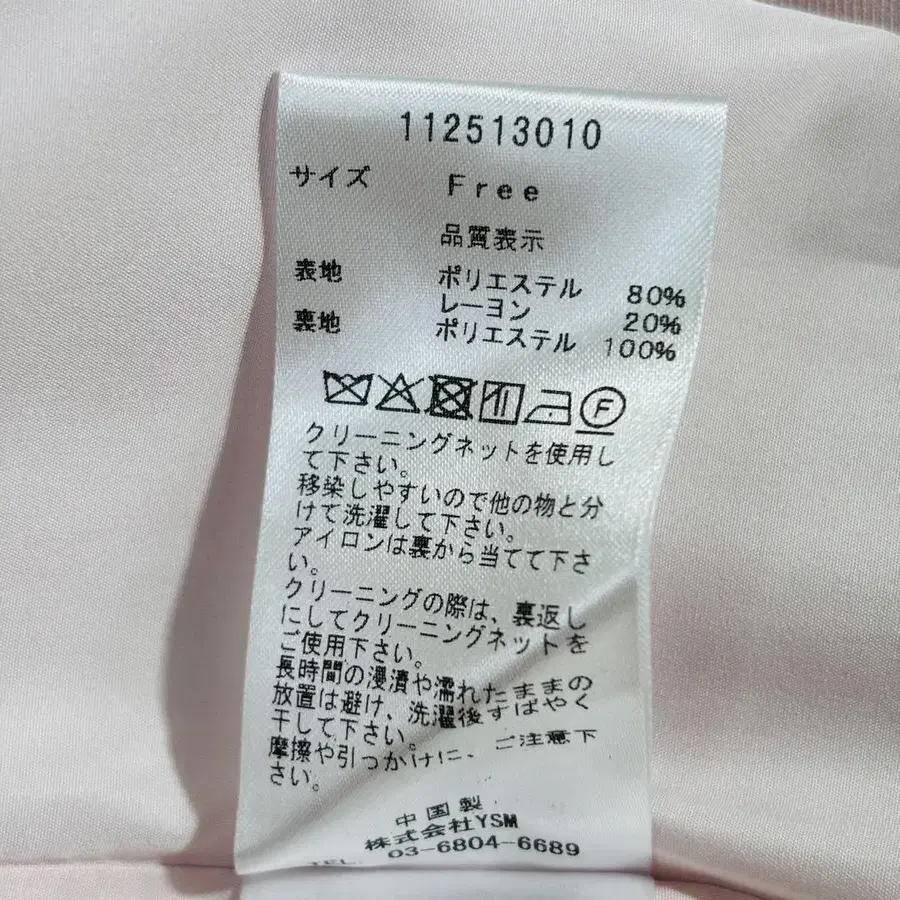 112513010
サイズ Free
品質表示
表地 ポリエステル 80%
レーヨン 20%
裏地 ポリエステル 100%
F
クリーニングネットを使用し
て下さい。
移染しやすいので他の物と分
けて洗濯して下さい。
アイロンは裏から当てて下さ
い。
クリーニングの際は、裏返し
にしてクリーニングネットを
ご使用下さい。
長時間の浸漬や濡れたままの
放置は避け、洗濯後すばやく
干して下さい。
摩擦や引っかけに、ご注意下
さい。
中国製
株式会社YSM
TEL. 03-6804-6689